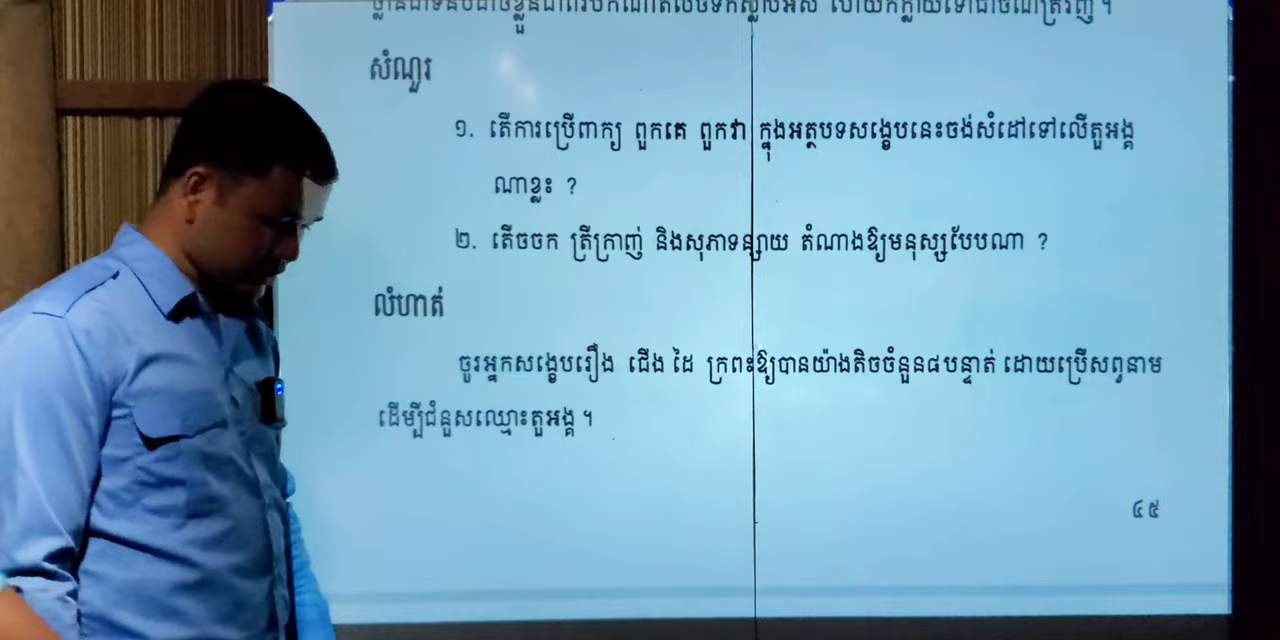 សំណួរ
១. តើការប្រើពាក្យ ពួកគេ ពួកវា ក្នុងអត្ថបទសង្ខេបនេះចង់សំដៅទៅលើតួអង្គ
ណាខ្លះ ?
២. តើចចក ត្រីក្រាញ់ និងសុភាទន្សាយ តំណាងឱ្យមនុស្សបែបណា ?
លំហាត់
ចូរអ្នកសង្ខេបរឿង ជើង ដៃ ក្រពះឱ្យបានយ៉ាងតិចចំនួន៨បន្ទាត់ ដោយប្រើសព្វនាម
ដើម្បីជំនួសឈ្មោះតួអង្គ ។
៤៥